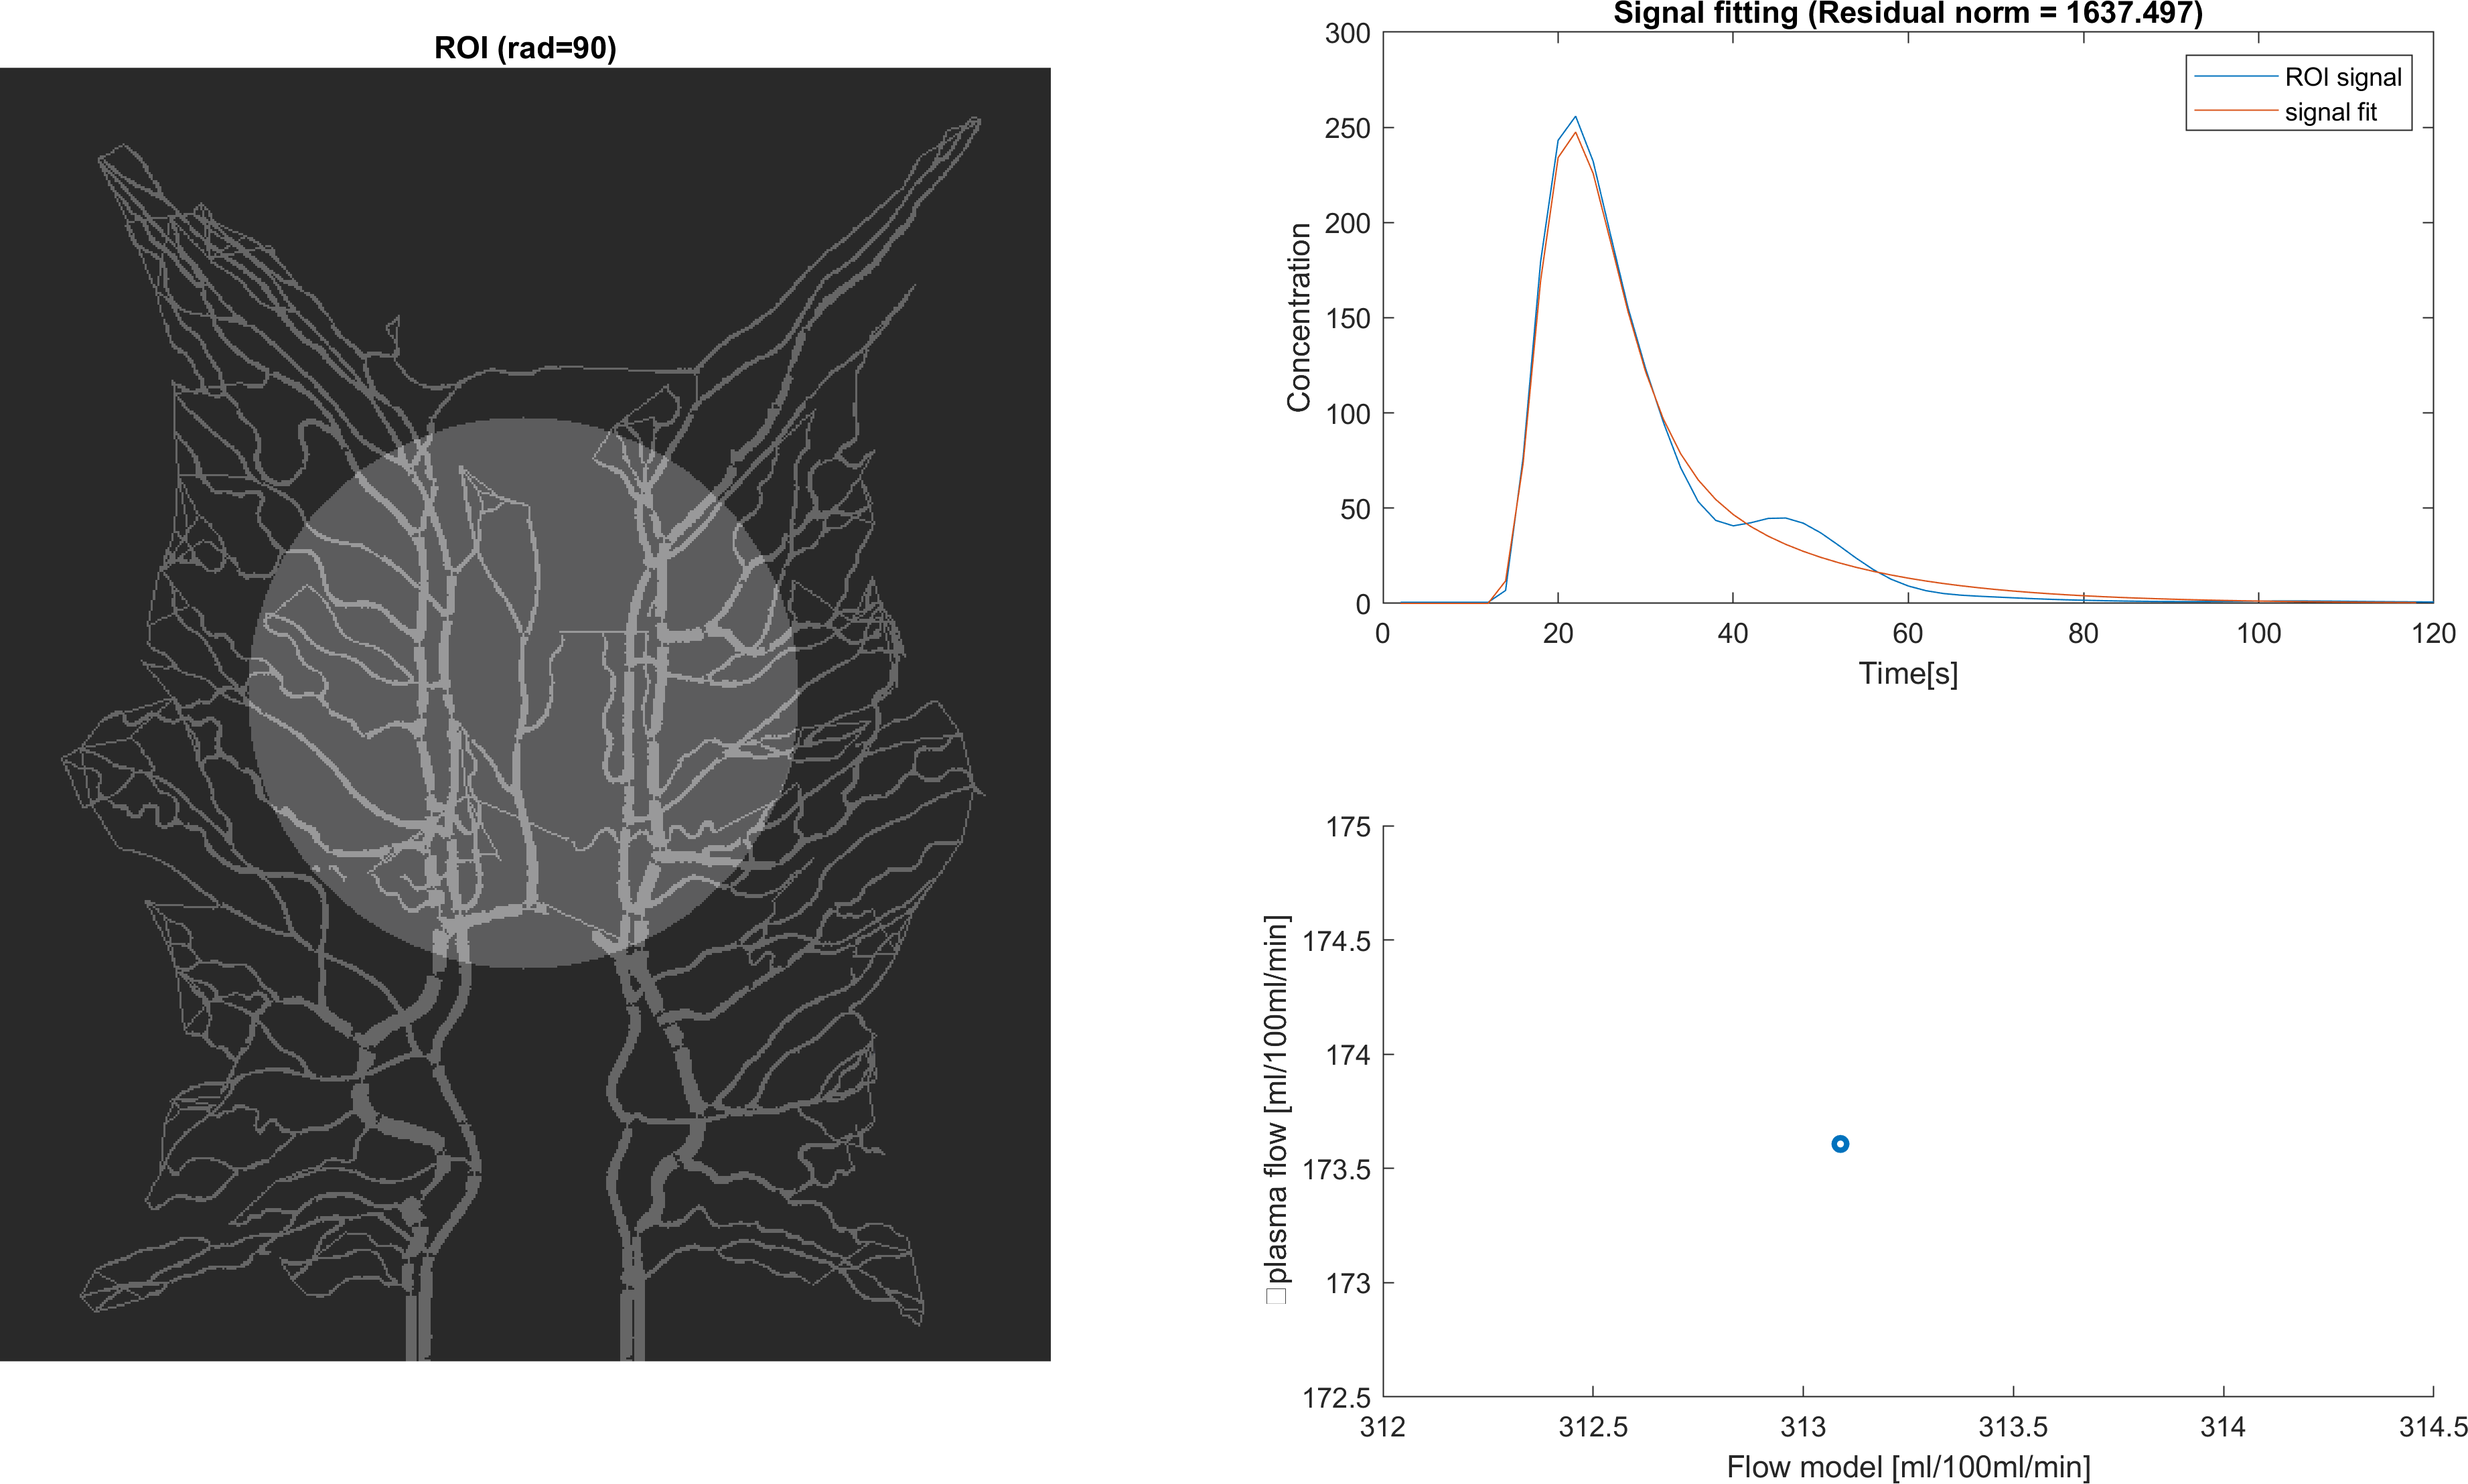 ROI (rad=90)
Signal fitting (Residual norm = 1637.497)
300
250
200
150
100
50
0
Concentration
ROI signal
signal fit
0 20 40 60 80 100 120
Time[s]
175
174.5
174
173.5
173
172.5
□plasma flow [ml/100ml/min]
312 312.5 313 313.5 314 314.5
Flow model [ml/100ml/min]